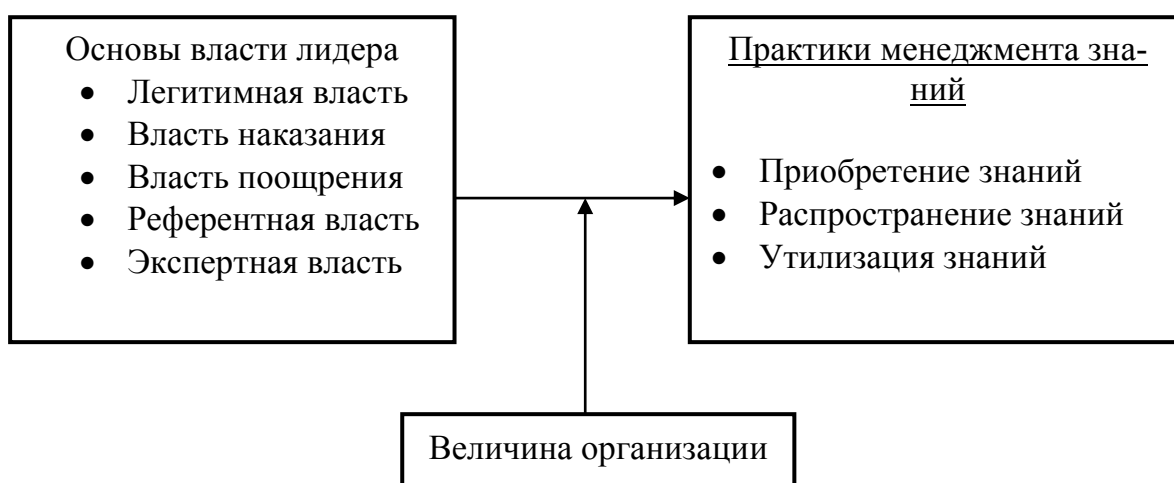 Основы власти лидера
• Легитимная власть
• Власть наказания
• Власть поощрения
• Референтная власть
• Экспертная власть
Практики менеджмента зна-
ний
• Приобретение знаний
• Распространение знаний
• Утилизация знаний
Величина организации